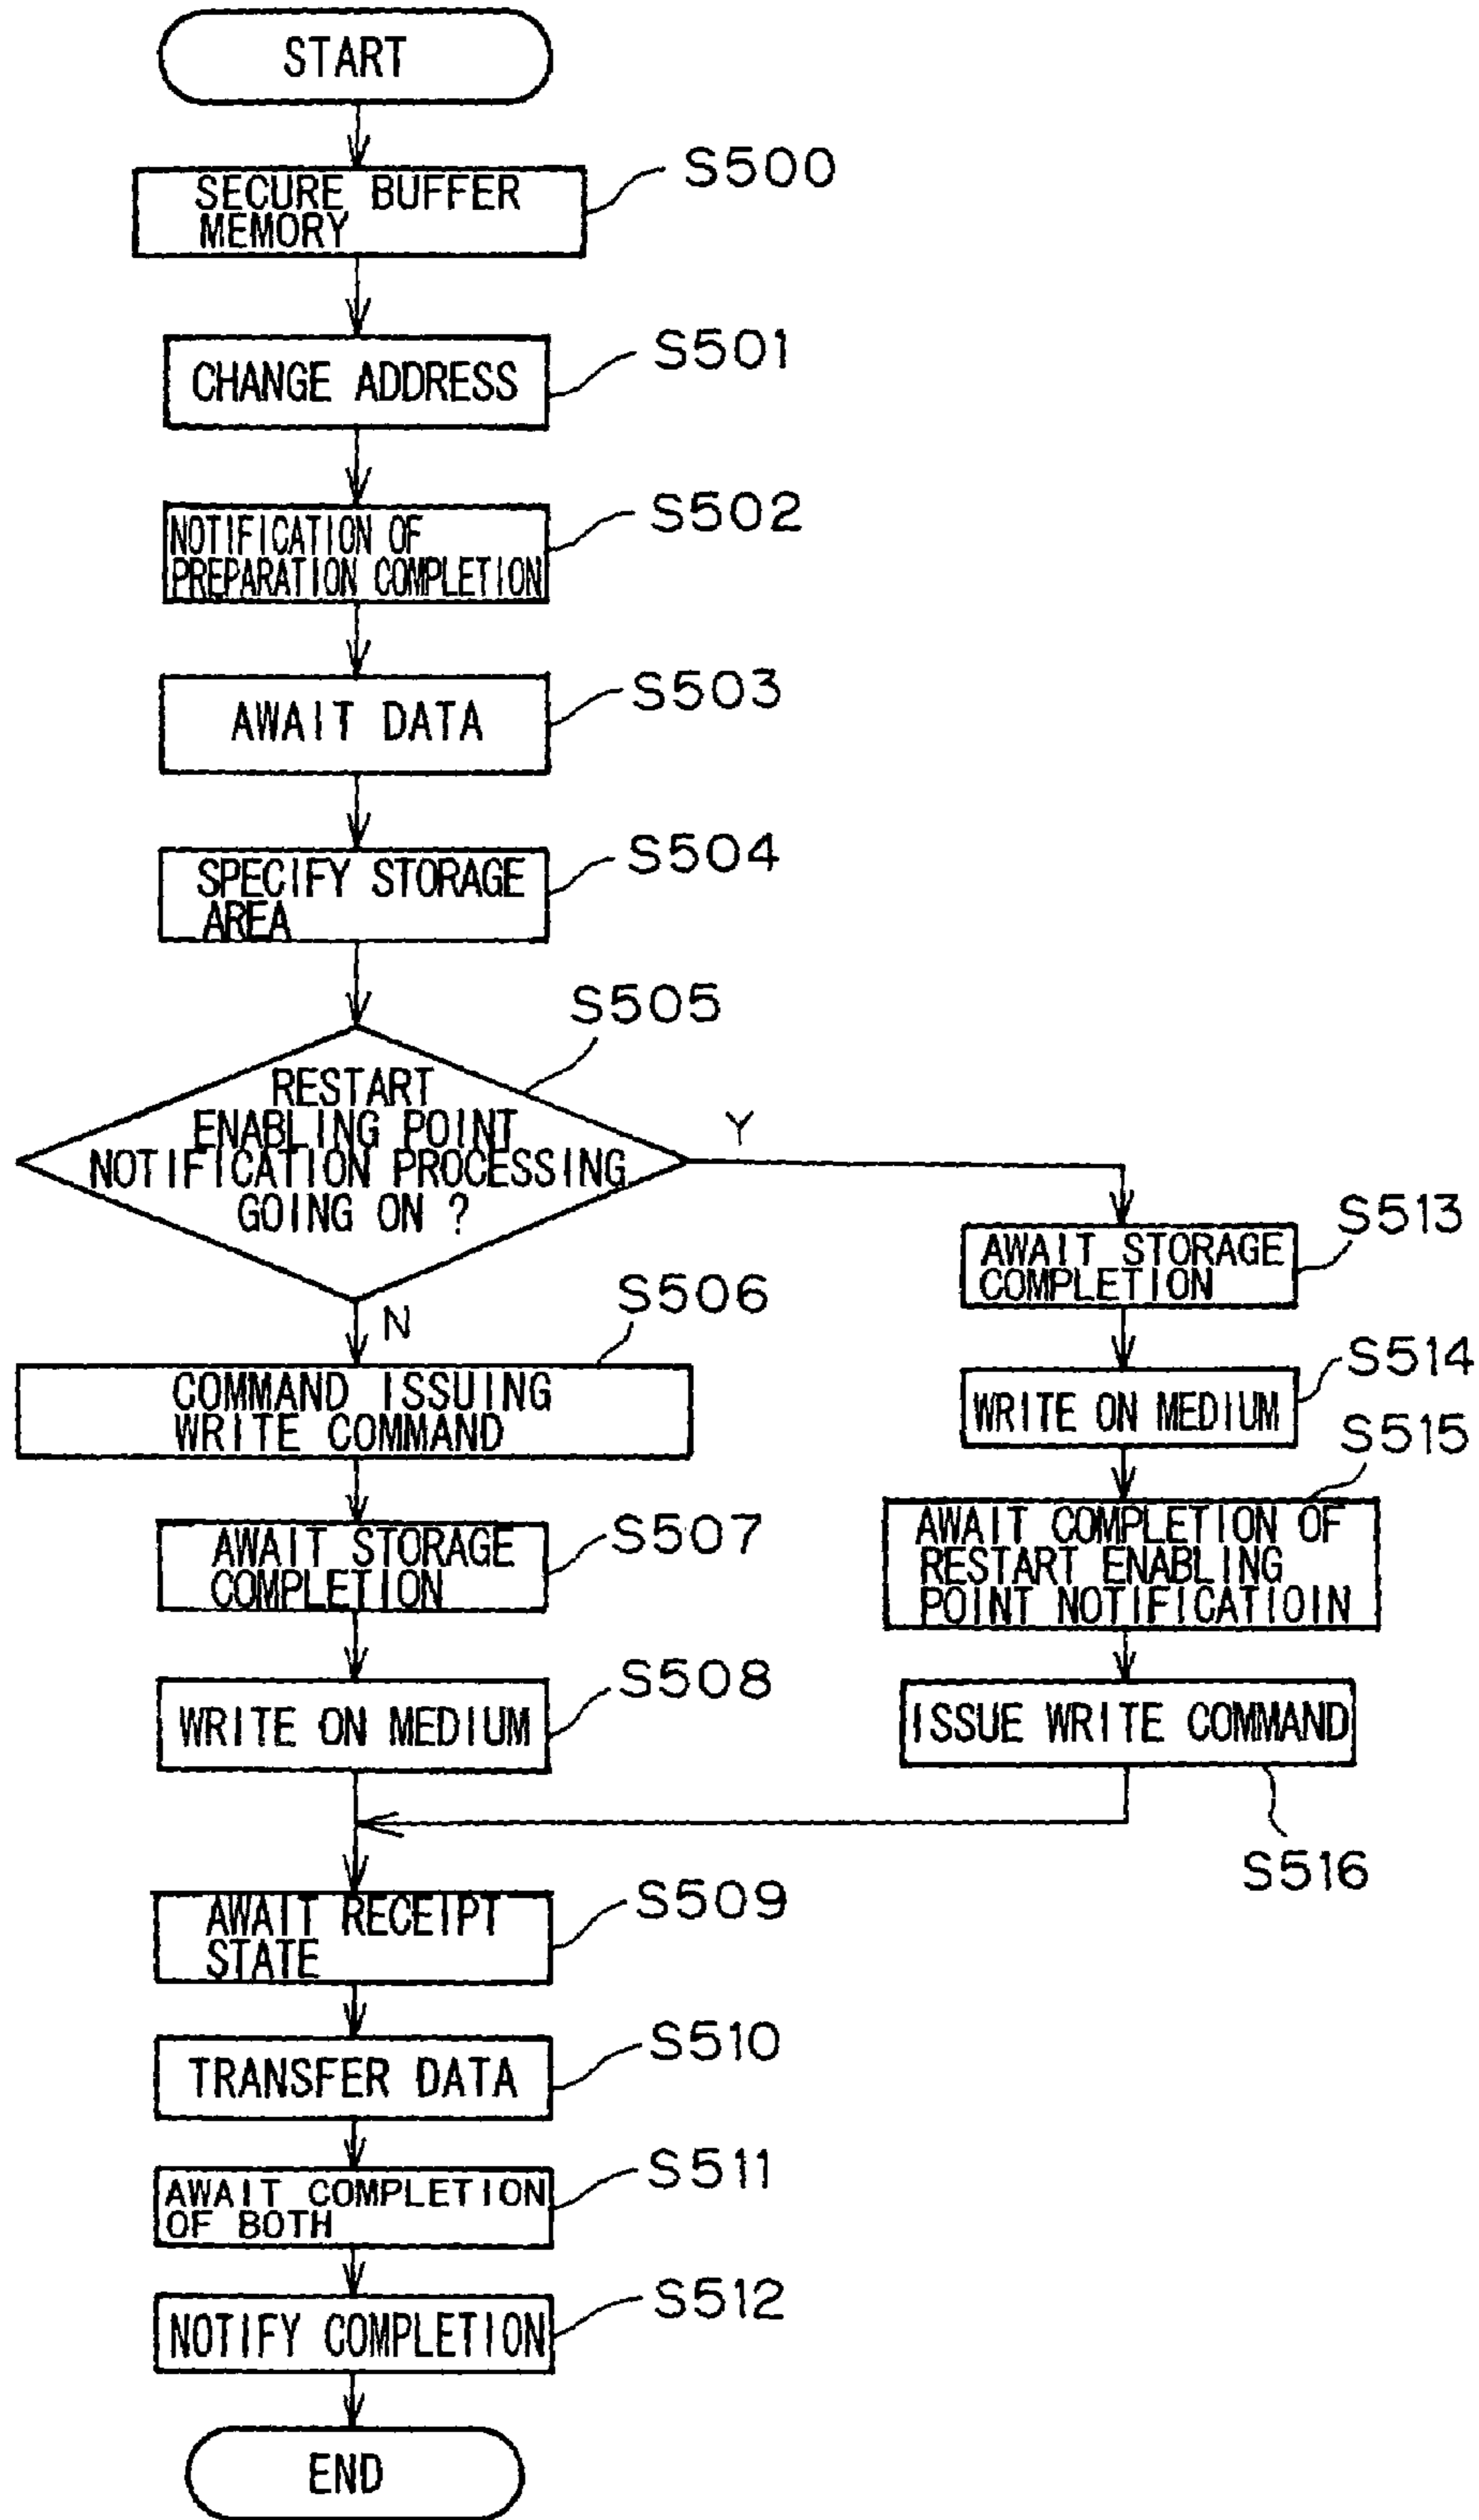 START
S500
SECURE BUFFER
MEMORY
S501
CHANGE ADDRESS
S502
NOTIFICATION OF
PREPARATION COMPLETION
S503
AWAIT DATA
S504
SPECIFY STORAGE
AREA
S505
RESTART
ENABLING POINT
NOTIFICATION PROCESSING
GOING ON ?
Y
N
S506
COMMAND ISSUING
WRITE COMMAND
S507
AWAIT STORAGE
COMPLETION
S508
WRITE ON MEDIUM
S513
AWAIT STORAGE
COMPLETION
S514
WRITE ON MEDIUM
S515
AWAIT COMPLETION OF
RESTART ENABLING
POINT NOTIFICATIOIN
ISSUE WRITE COMMAND
S516
S509
AWAIT RECEIPT
STATE
S510
TRANSFER DATA
S511
AWAIT COMPLETION
OF BOTH
S512
NOTIFY COMPLETION
END